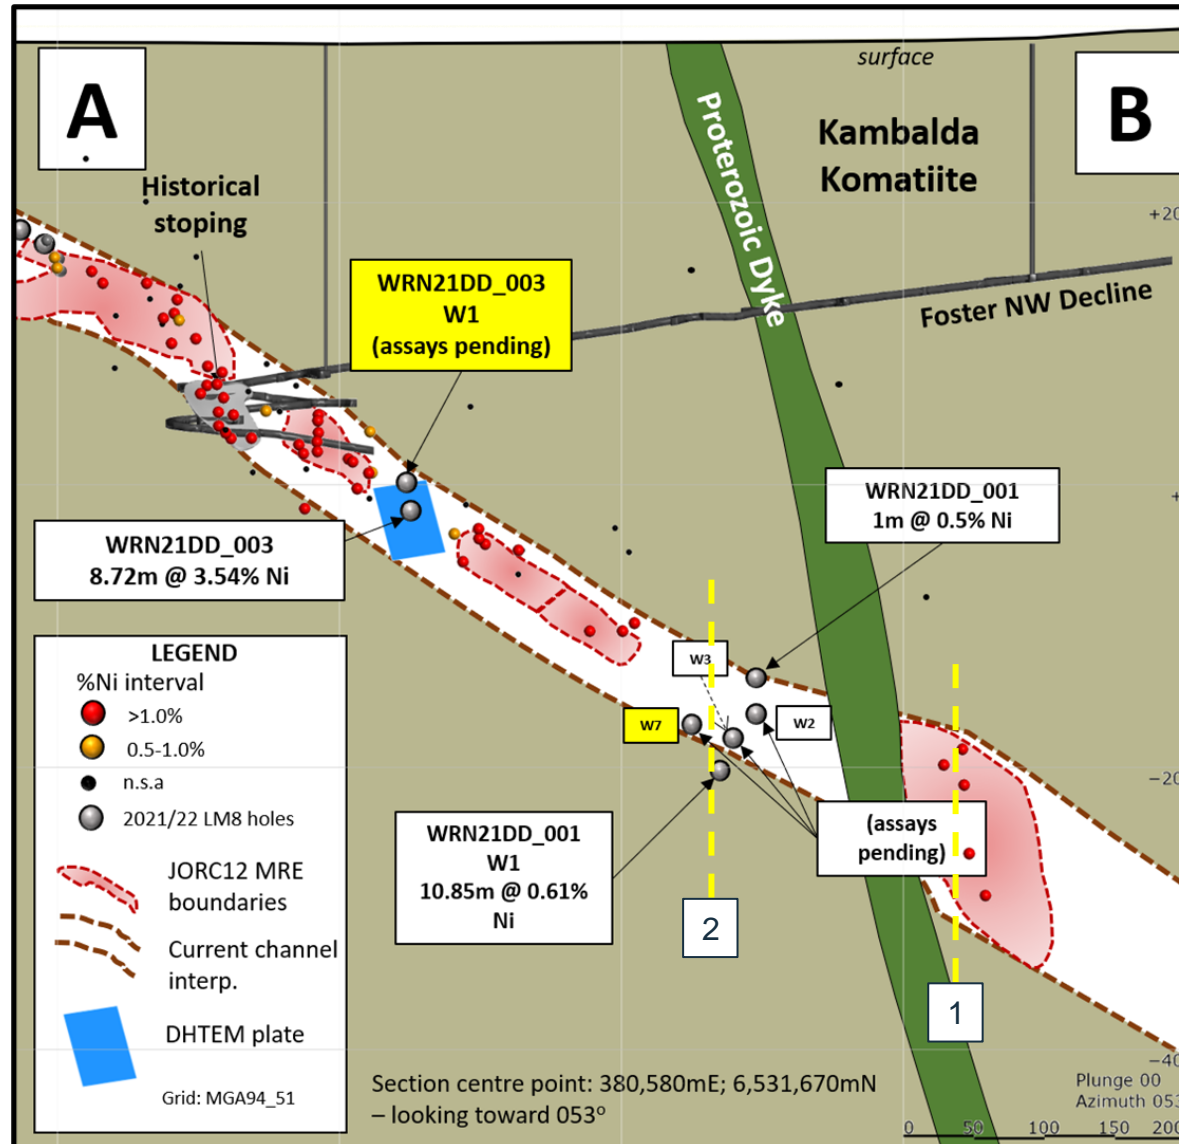 A
B
surface
Kambalda
Komatiite
Proterozoic Dyke
Historical
stoping
+20
WRN21DD_003
W1
(assays pending)
Foster NW Decline
WRN21DD_001
1m @ 0.5% Ni
+
WRN21DD_003
8.72m @ 3.54% Ni
LEGEND
%Ni interval
>1.0%
0.5-1.0%
n.s.a
2021/22 LM8 holes
JORC12 MRE
boundaries
Current channel
interp.
DHTEM plate
Grid: MGA94_51
W3
W7
W2
-20
WRN21DD_001
W1
10.85m @ 0.61%
Ni
(assays
pending)
2
1
-40
Section centre point: 380,580mE; 6,531,670mN
– looking toward 053º
Plunge 00
Azimuth 053
0 50 100 150 200